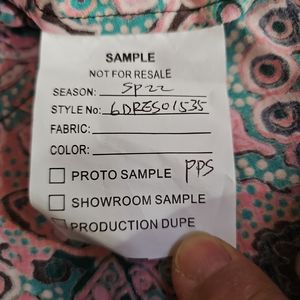 SAMPLE
NOT FOR RESALE
SEASON: SP22
STYLE No: 6DRES01535
FABRIC:
COLOR:
PROTO SAMPLE PPS
SHOWROOM SAMPLE
PRODUCTION DUPE